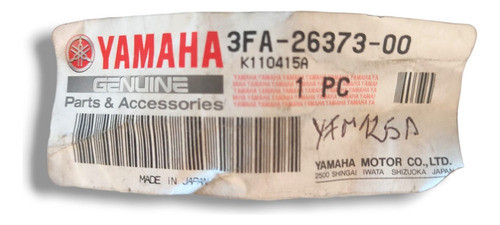 YAMAHA 3FA-26373-00
K110415A
GENUINE
Parts & Accessories
1 PC
YAMAHA MOTOR CO.,LTD.
2500 SHINGAI IWATA SHIZUOKA JAPAN
MADE IN JAPAN